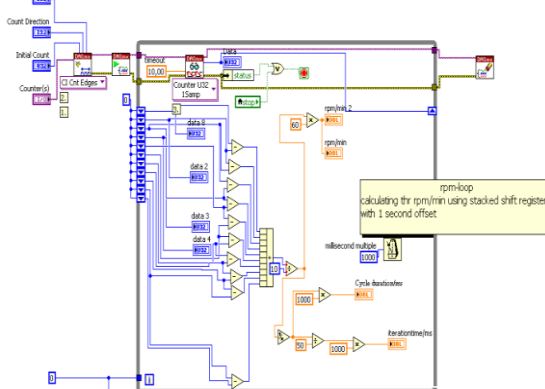 Count Direction
Initial Count
Counter(s)
CI Cnt Edges
timeout
10,00
Counter U32
1Samp
Data
status
stop
U32
data 8
data 2
data 3
data 4
0
10
60
rpm/min 2
rpm/min
rpm-loop
calculating thr rpm/min using stacked shift register
with 1 second offset
millisecond multiple
1000
Cycle duration/ms
1000
iterationtime/ms
50
1000
0
i